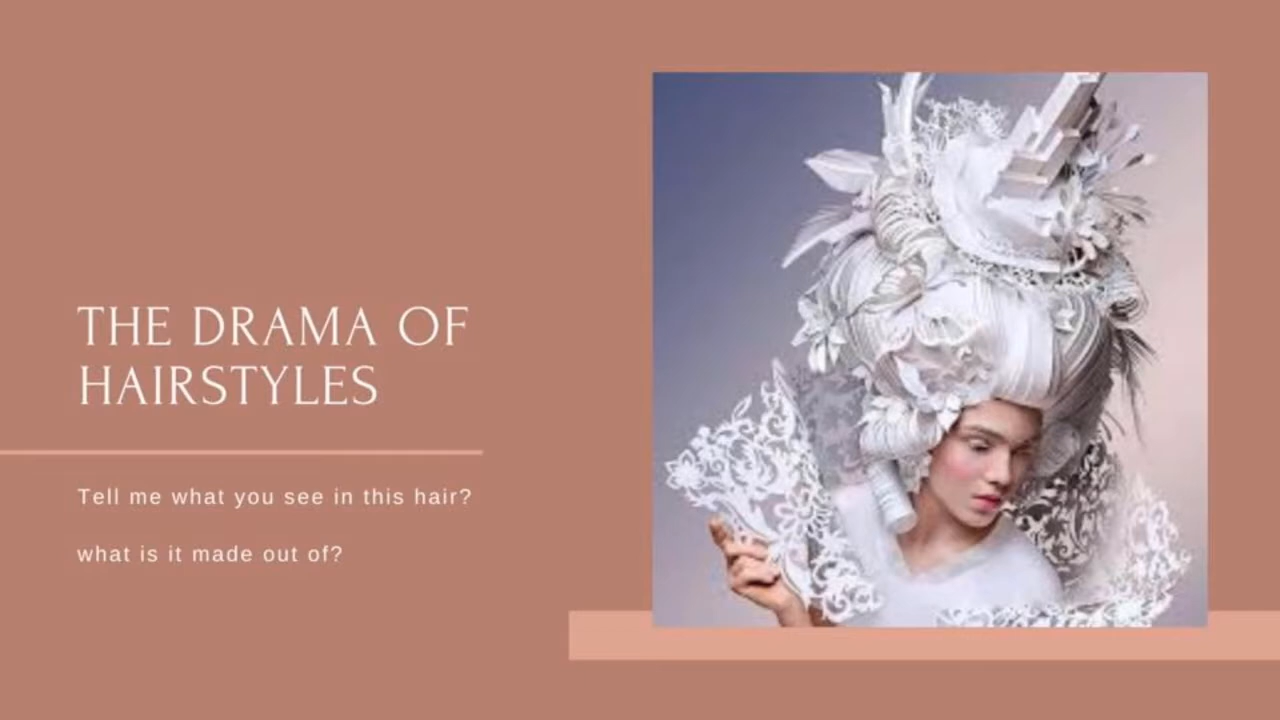 THE DRAMA OF
HAIRSTYLES
Tell me what you see in this hair?
what is it made out of?